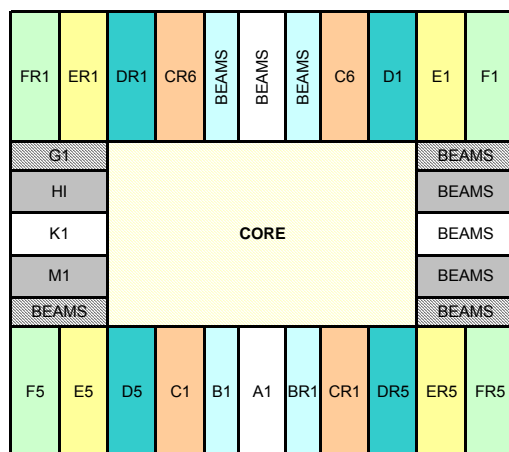 FR1 ER1 DR1 CR6 BEAMS BEAMS BEAMS C6 D1 E1 F1
G1 BEAMS
HI BEAMS
K1 CORE BEAMS
M1 BEAMS
BEAMS BEAMS
F5 E5 D5 C1 B1 A1 BR1 CR1 DR5 ER5 FR5